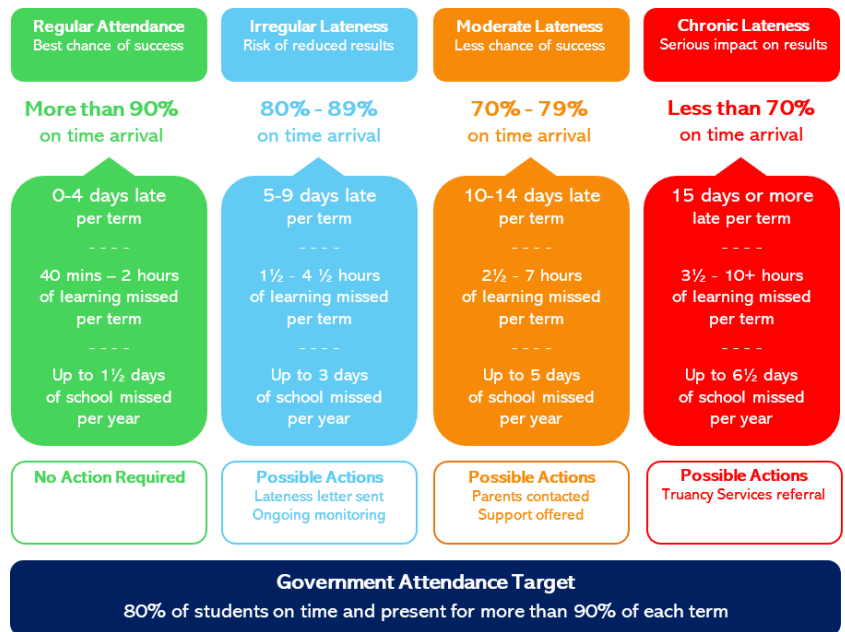 Regular Attendance
Best chance of success
Irregular Lateness
Risk of reduced results
Moderate Lateness
Less chance of success
Chronic Lateness
Serious impact on results
More than 90%
on time arrival
80% - 89%
on time arrival
70% - 79%
on time arrival
Less than 70%
on time arrival
0-4 days late
per term
- - - -
40 mins – 2 hours
of learning missed
per term
- - - -
Up to 1½ days
of school missed
per year
5-9 days late
per term
- - - -
1½ - 4 ½ hours
of learning missed
per term
- - - -
Up to 3 days
of school missed
per year
10-14 days late
per term
- - - -
2½ - 7 hours
of learning missed
per term
- - - -
Up to 5 days
of school missed
per year
15 days or more
late per term
- - - -
3½ - 10+ hours
of learning missed
per term
- - - -
Up to 6½ days
of school missed
per year
No Action Required
Possible Actions
Lateness letter sent
Ongoing monitoring
Possible Actions
Parents contacted
Support offered
Possible Actions
Truancy Services referral
Government Attendance Target
80% of students on time and present for more than 90% of each term